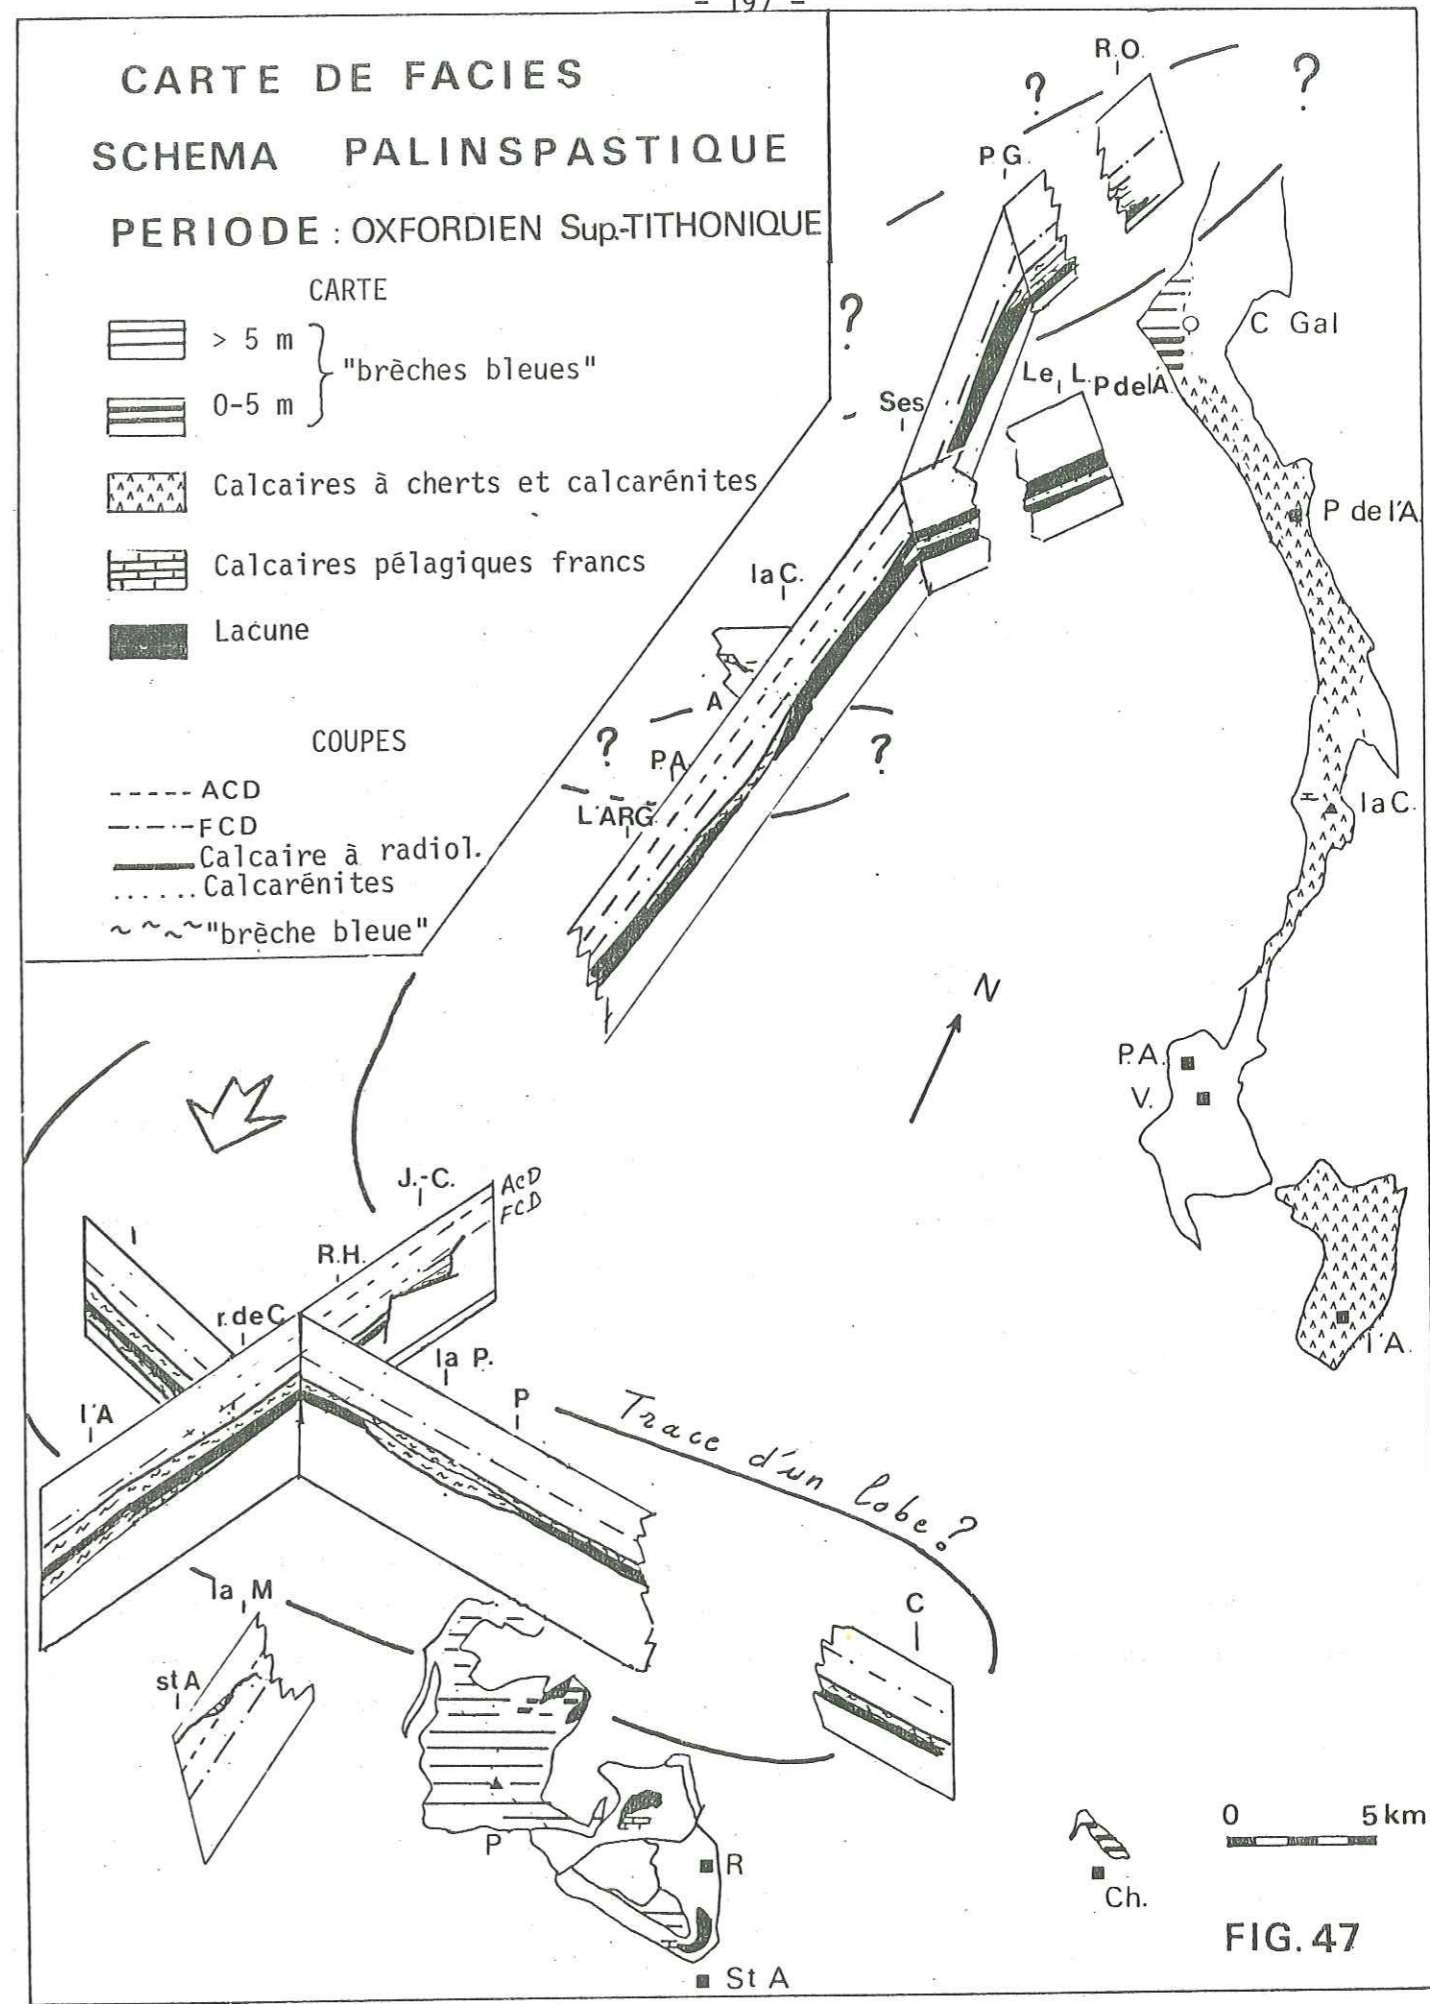 - 197 -
CARTE DE FACIES
SCHEMA PALINSPASTIQUE
PERIODE : OXFORDIEN Sup.-TITHONIQUE
CARTE
> 5 m
0-5 m
"brèches bleues"
Calcaires à cherts et calcarénites
Calcaires pélagiques francs
Lacune
COUPES
ACD
FCD
Calcaire à radiol.
Calcarénites
"brèche bleue"
R.O.
?
?
P G.
?
C Gal
Le L.
P de l'A.
Ses
P de l'A.
la C.
A
?
P.A.
?
L'ARG.
la C.
N
P.A.
V.
J.-C.
ACD
FCD
I
R.H.
r. de C.
la P.
l'A.
P
l'A
Trace d'un lobe ?
la M
C
st A
P
0 5 km
R
Ch.
FIG. 47
St A